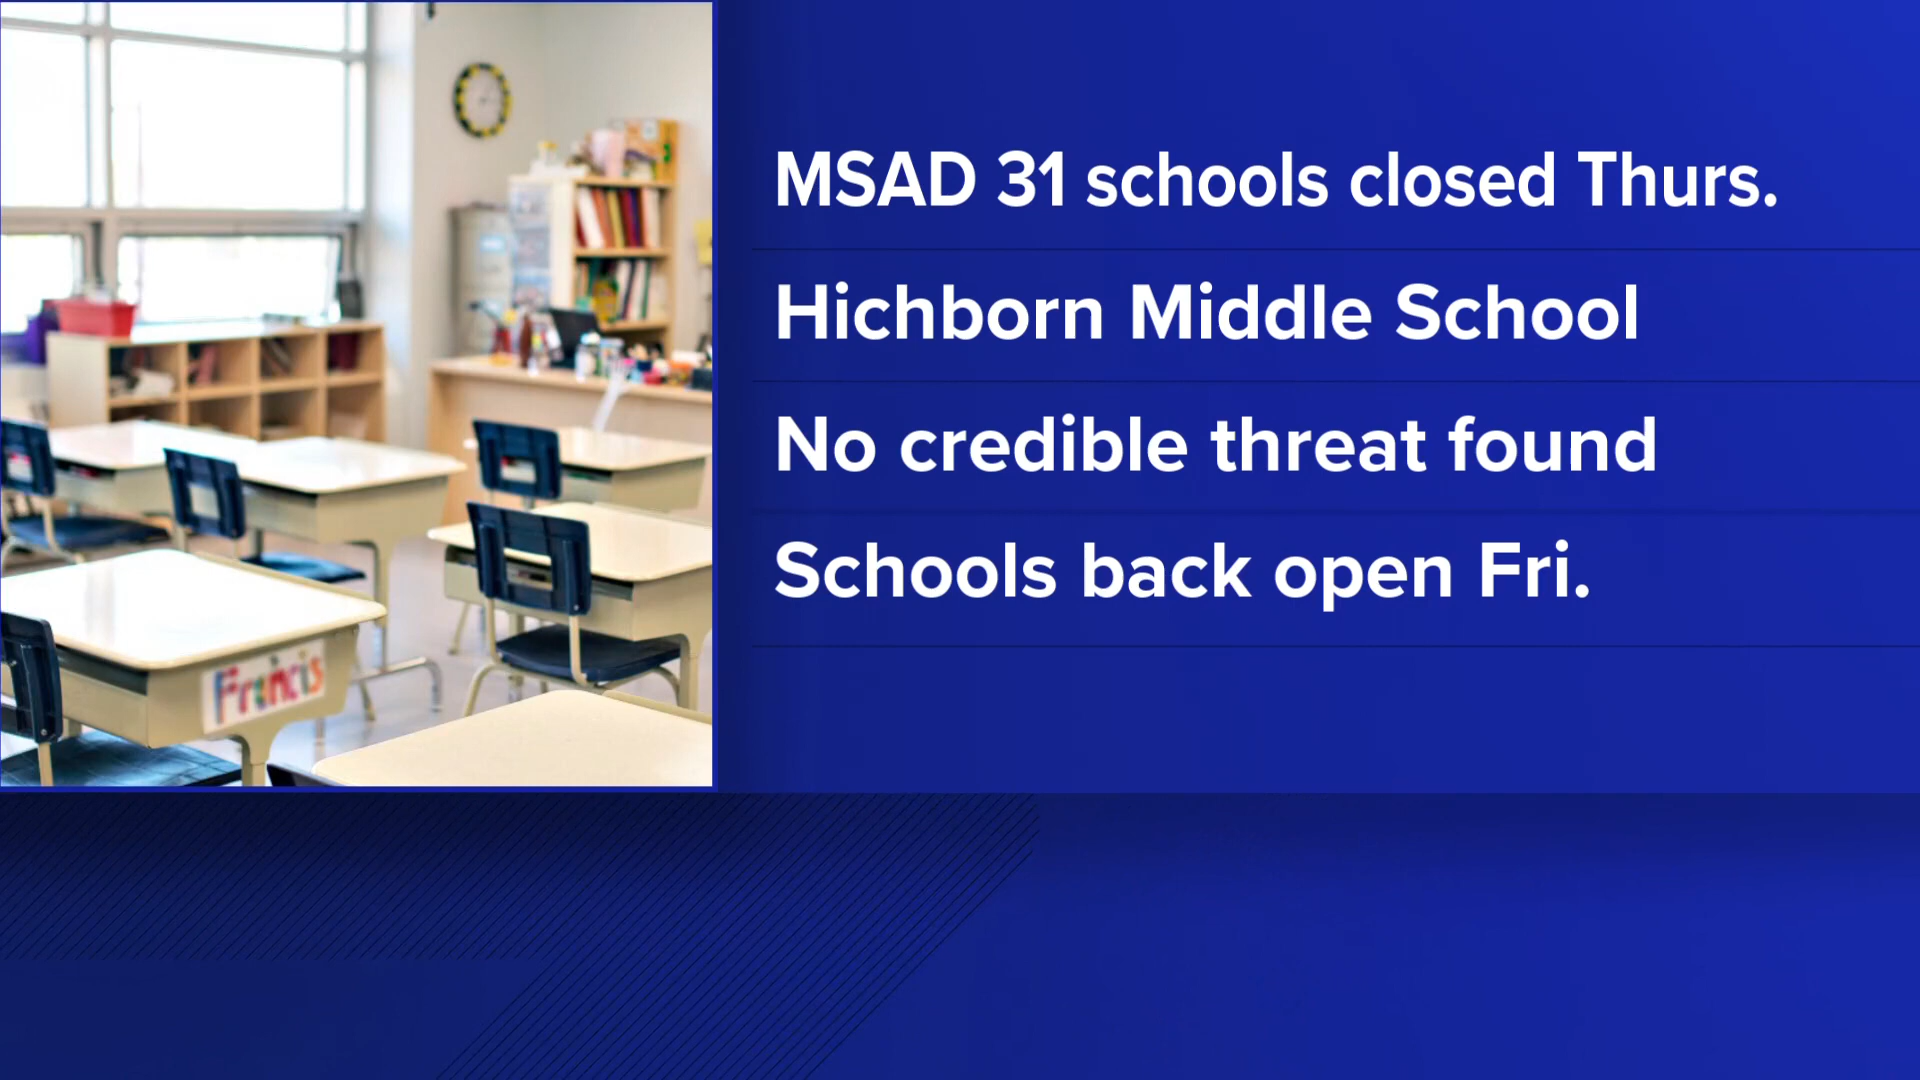 MSAD 31 schools closed Thurs.
Hichborn Middle School
No credible threat found
Schools back open Fri.
Francis